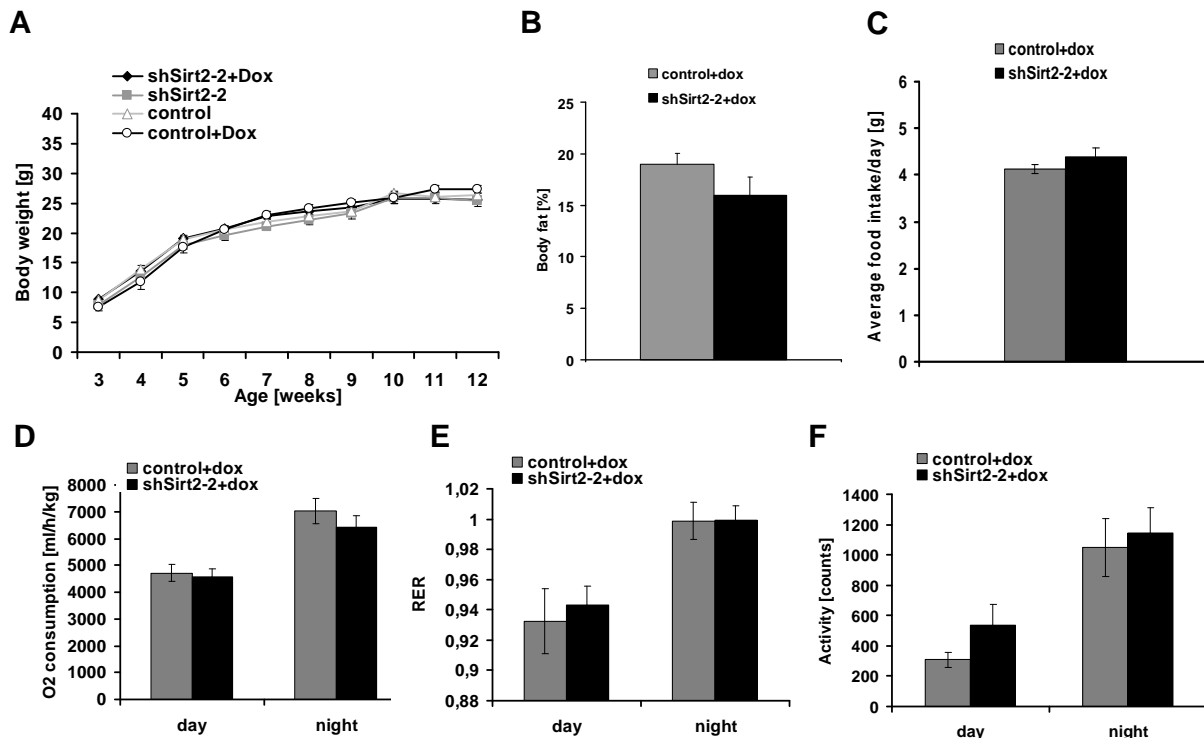 A
shSirt2-2+Dox
shSirt2-2
control
control+Dox
Body weight [g]
40
35
30
25
20
15
10
5
0
3 4 5 6 7 8 9 10 11 12
Age [weeks]
B
control+dox
shSirt2-2+dox
Body fat [%]
25
20
15
10
5
0
C
control+dox
shSirt2-2+dox
Average food intake/day [g]
6
5
4
3
2
1
0
D
control+dox
shSirt2-2+dox
O2 consumption [ml/h/kg]
8000
7000
6000
5000
4000
3000
2000
1000
0
day night
E
control+dox
shSirt2-2+dox
RER
1,02
1
0,98
0,96
0,94
0,92
0,9
0,88
day night
F
control+dox
shSirt2-2+dox
Activity [counts]
1400
1200
1000
800
600
400
200
0
day night